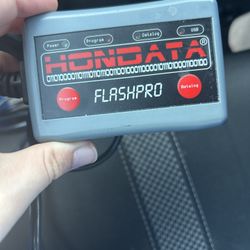 Power Program Datalog USB
HONDATA®
Program FLASHPRO Datalog